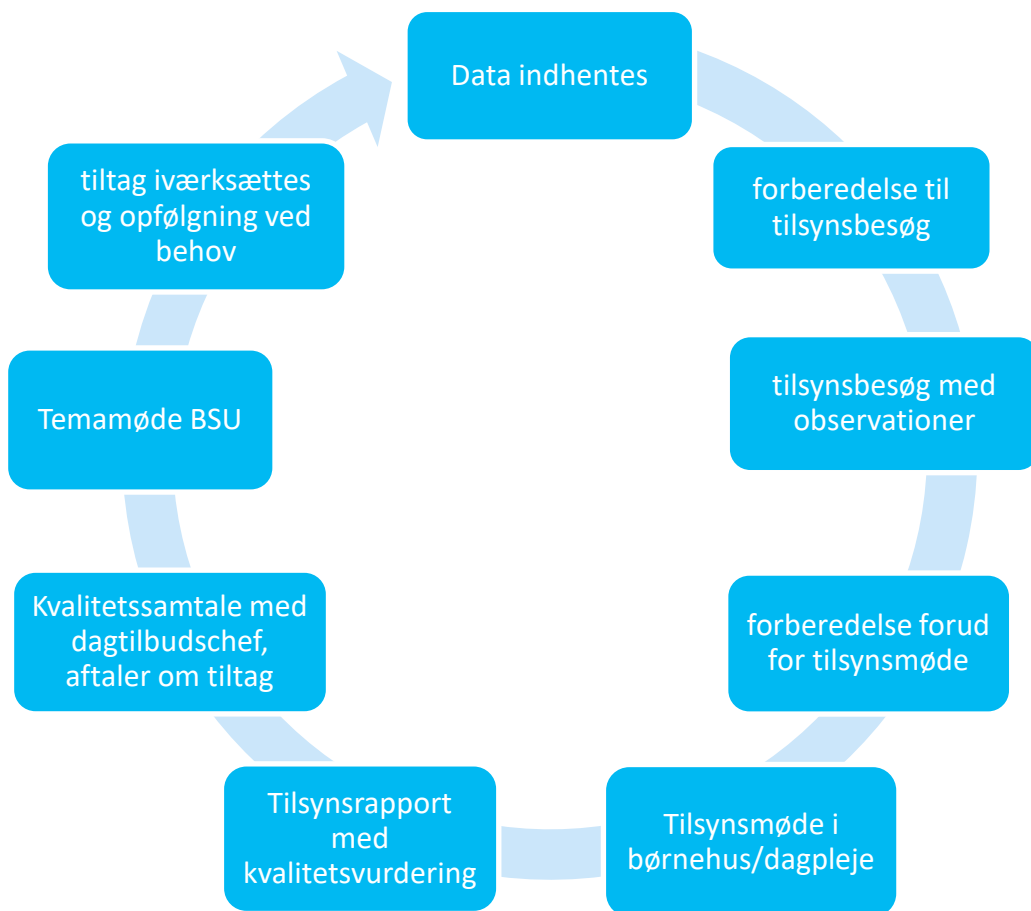 Data indhentes
forberedelse til
tilsynsbesøg
tilsynsbesøg med
observationer
forberedelse forud
for tilsynsmøde
Tilsynsmøde i
børnehus/dagpleje
Tilsynsrapport
med
kvalitetsvurdering
Kvalitetssamtale med
dagtilbudschef,
aftaler om tiltag
Temamøde BSU
tiltag iværksættes
og opfølgning ved
behov